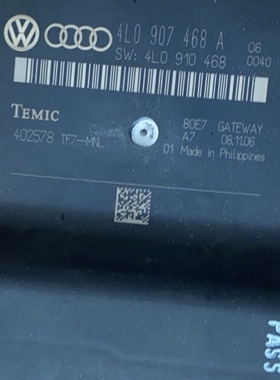 4L0 907 468 A 06
SW: 4L0 910 468 0040
TEMIC 80E7 GATEWAY
402578 TF7-MNL A7 08.11.06
01 Made in Philippines
PASS